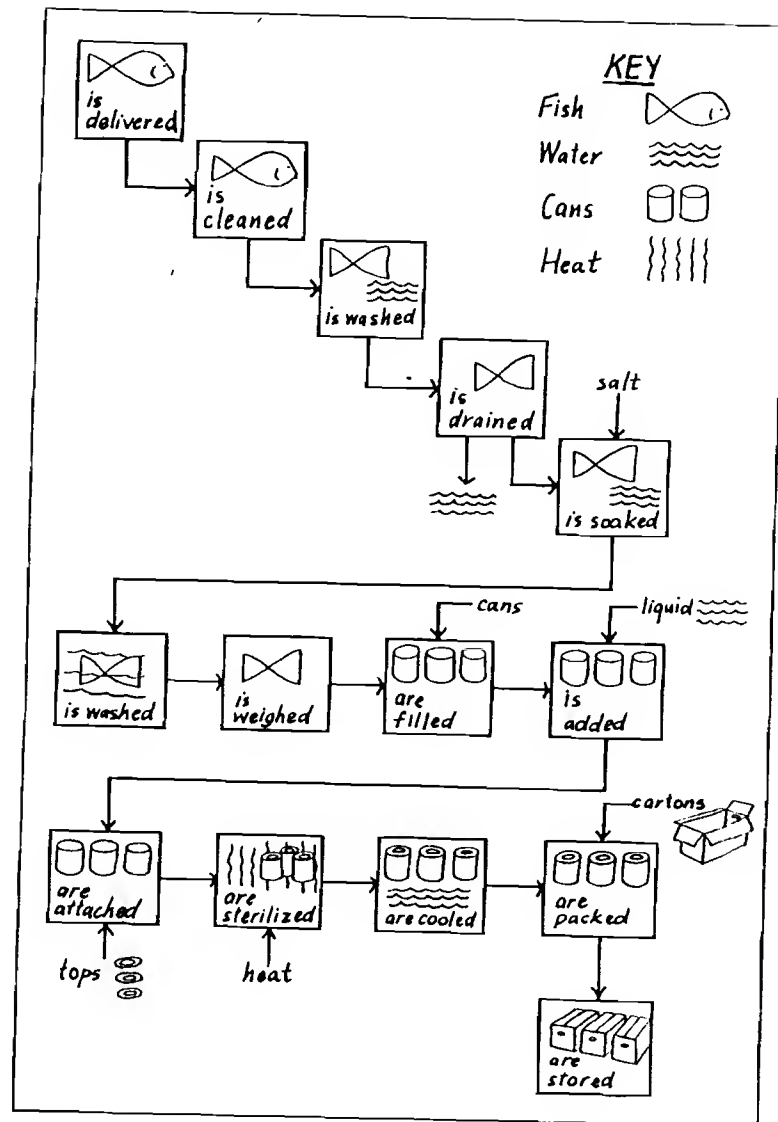 is
delivered
KEY
Fish
Water
Cans
Heat
is
cleaned
is washed
is
drained
salt
is soaked
cans
liquid
is washed
is
weighed
are
filled
is
added
cartons
are
attached
are
sterilized
are cooled
are
packed
tops
heat
are
stored